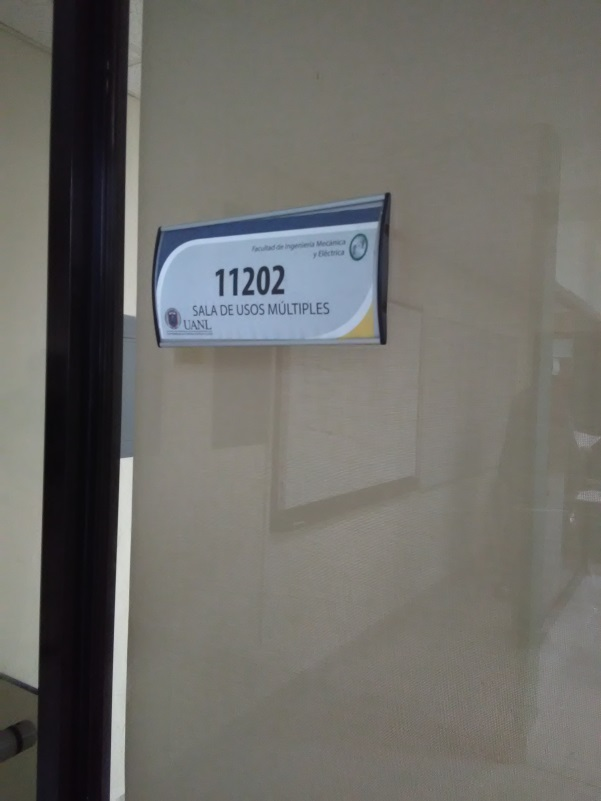 Facultad de Ingeniería Mecánica
y Eléctrica
11202
SALA DE USOS MÚLTIPLES
UANL